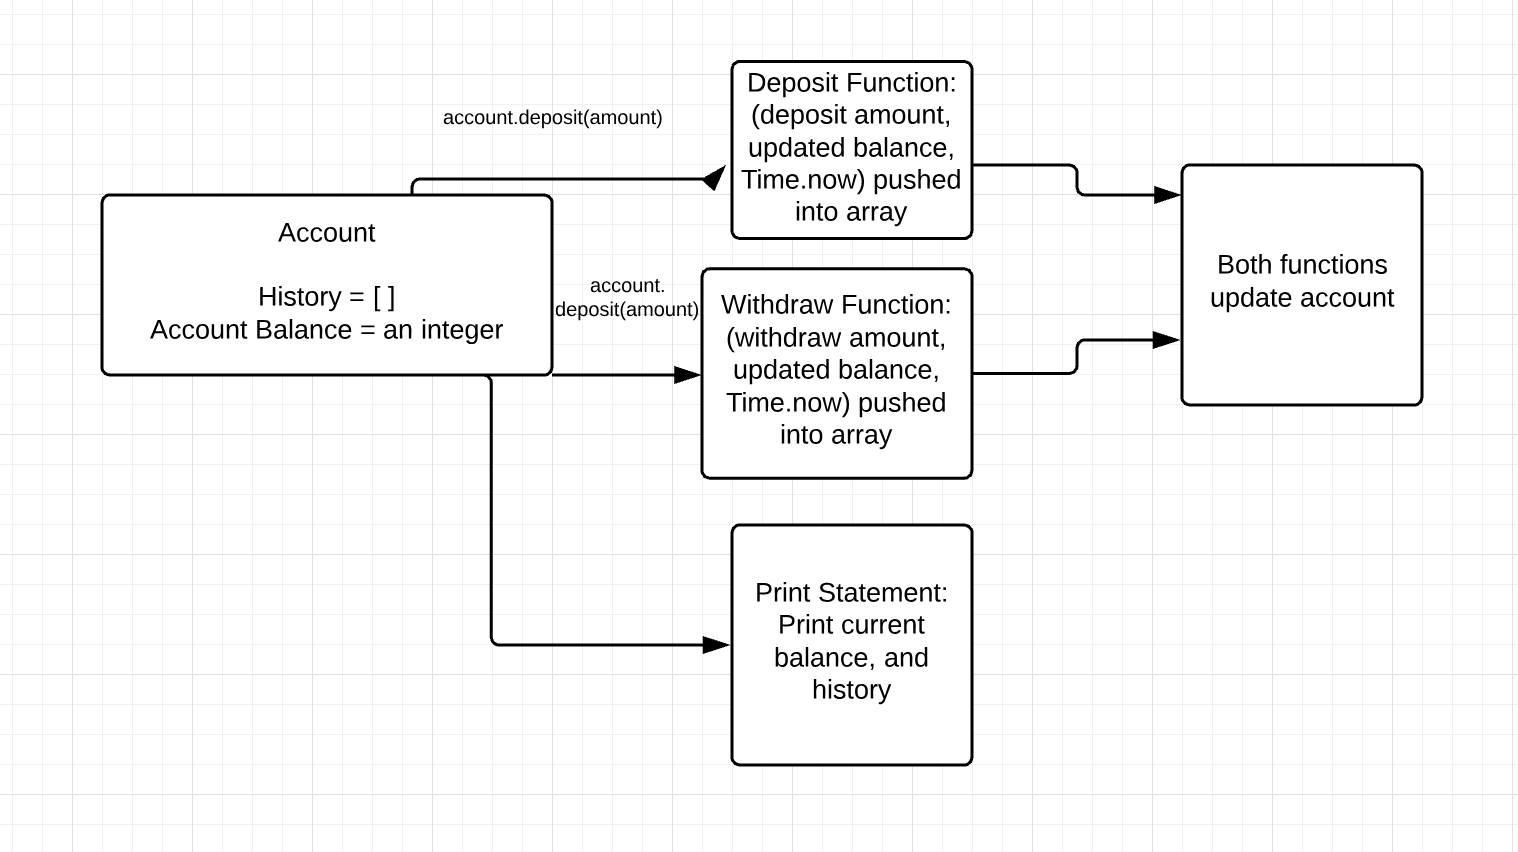 account.deposit(amount)
Deposit Function:
(deposit amount,
updated balance,
Time.now) pushed
into array
Account
History = [ ]
Account Balance = an integer
account.
deposit(amount)
Withdraw Function:
(withdraw amount,
updated balance,
Time.now) pushed
into array
Both functions
update account
Print Statement:
Print current
balance, and
history